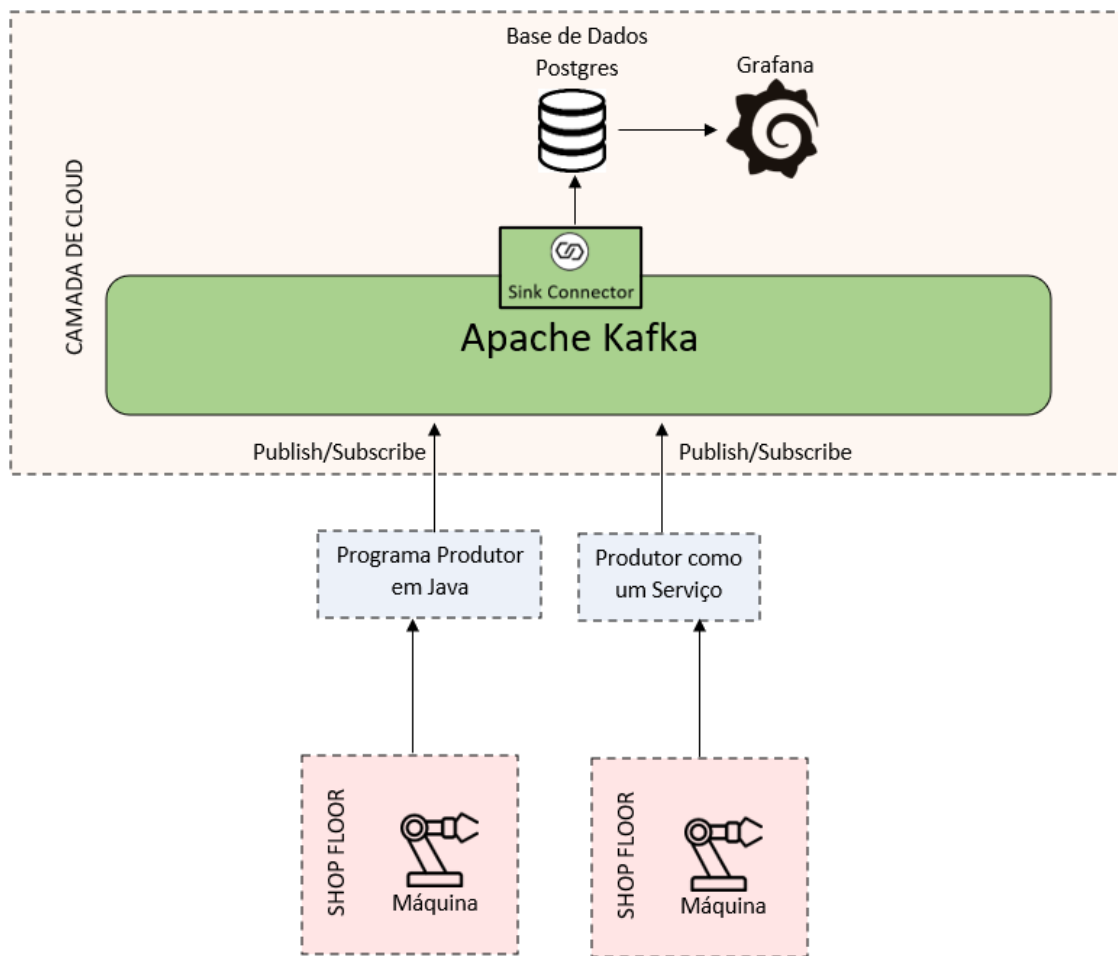 Base de Dados
Postgres
Grafana
CAMADA DE CLOUD
Sink Connector
Apache Kafka
Publish/Subscribe
Publish/Subscribe
Programa Produtor
em Java
Produtor como
um Serviço
SHOP FLOOR
Máquina
SHOP FLOOR
Máquina